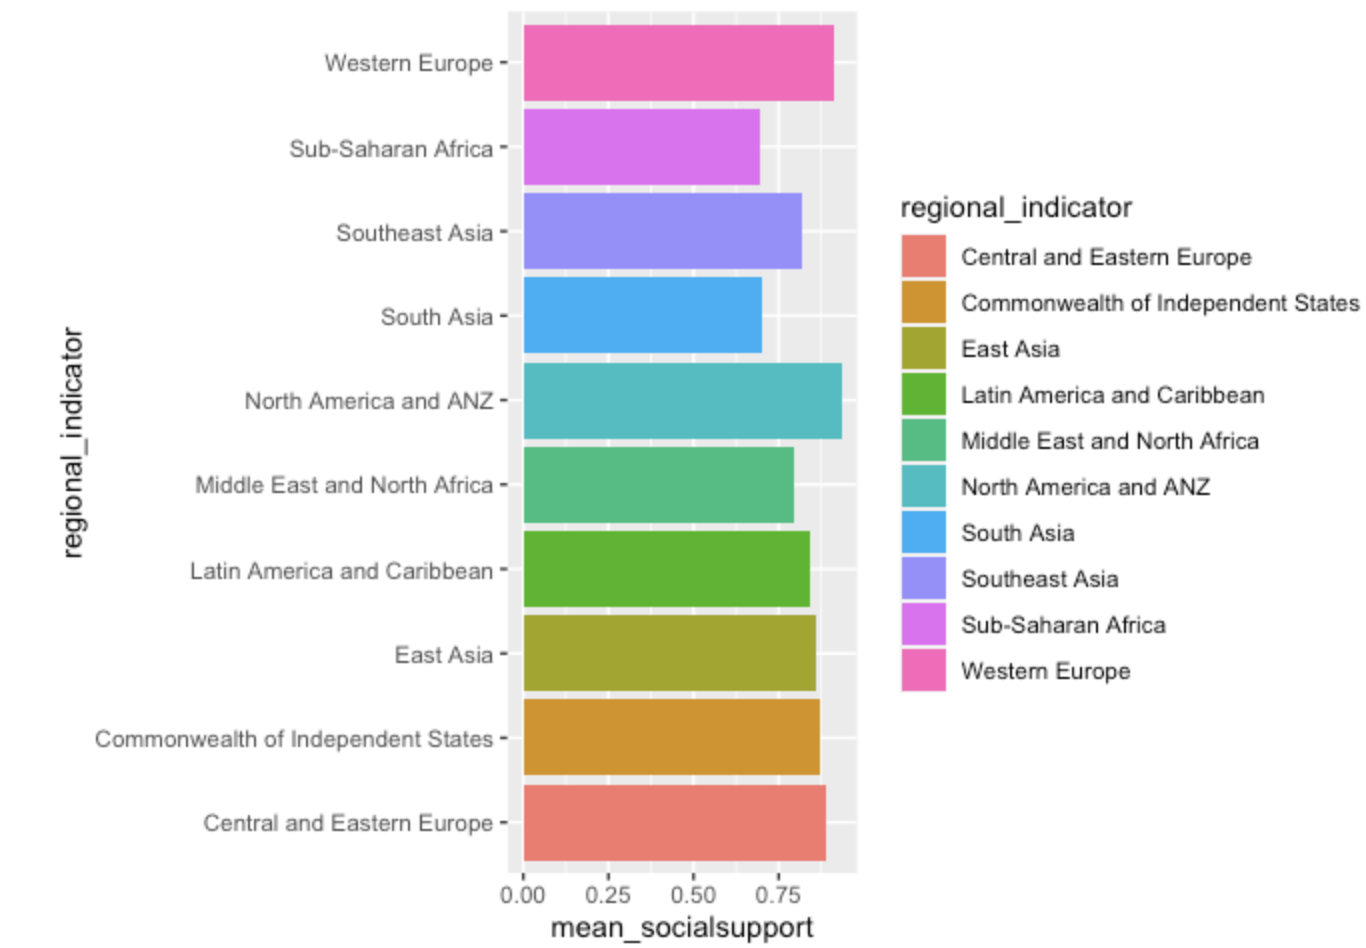 Western Europe
Sub-Saharan Africa
Southeast Asia
South Asia
North America and ANZ
Middle East and North Africa
Latin America and Caribbean
East Asia
Commonwealth of Independent States
Central and Eastern Europe
regional_indicator
0.00 0.25 0.50 0.75
mean_socialsupport
regional_indicator
Central and Eastern Europe
Commonwealth of Independent States
East Asia
Latin America and Caribbean
Middle East and North Africa
North America and ANZ
South Asia
Southeast Asia
Sub-Saharan Africa
Western Europe